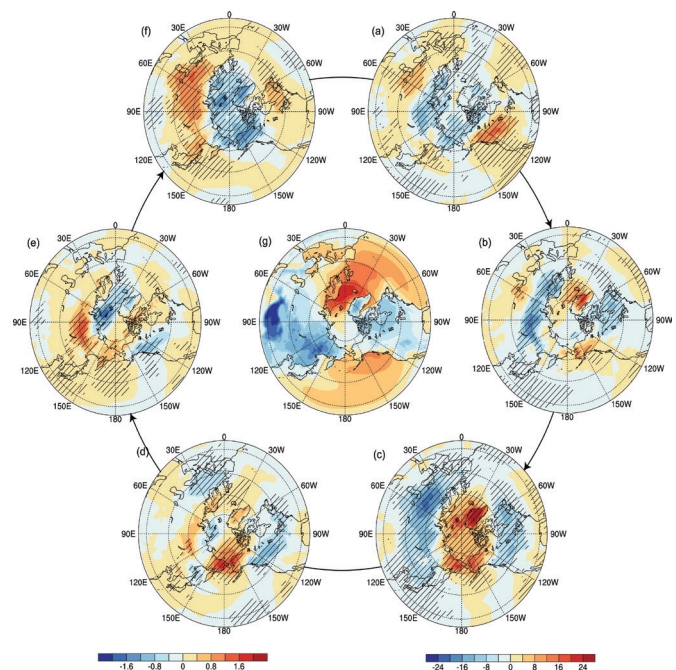 (f)
0
30E
30W
60E
60W
90E
90W
120E
120W
150E
150W
180
(a)
0
30E
30W
60E
60W
90E
90W
120E
120W
150E
150W
180
(e)
0
30E
30W
60E
60W
90E
90W
120E
120W
150E
150W
180
(g)
0
30E
30W
60E
60W
90E
90W
120E
120W
150E
150W
180
(b)
0
30E
30W
60E
60W
90E
90W
120E
120W
150E
150W
180
(d)
0
30E
30W
60E
60W
90E
90W
120E
120W
150E
150W
180
(c)
0
30E
30W
60E
60W
90E
90W
120E
120W
150E
150W
180
-1.6 -0.8 0 0.8 1.6
-24 -16 -8 0 8 16 24